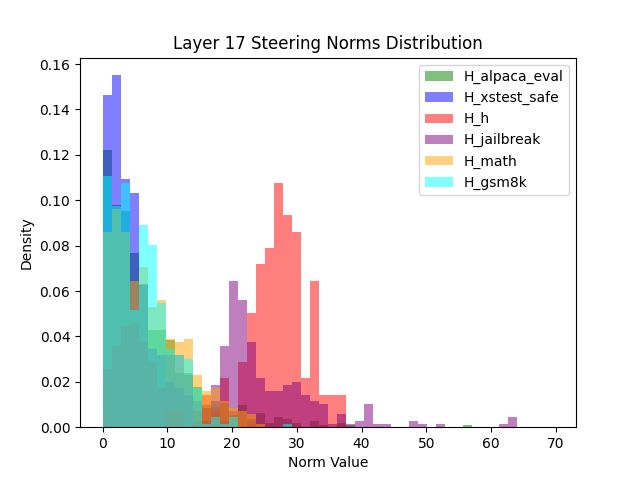 Layer 17 Steering Norms Distribution
H_alpaca_eval
H_xstest_safe
H_h
H_jailbreak
H_math
H_gsm8k
0.16
0.14
0.12
0.10
0.08
0.06
0.04
0.02
0.00
Density
0 10 20 30 40 50 60 70
Norm Value